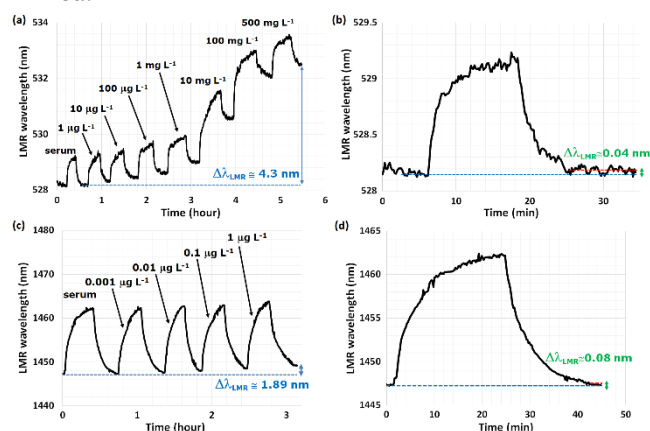 (a)
534
532
530
529
528
LMR wavelength (nm)
serum
1 µg L⁻¹
10 µg L⁻¹
100 µg L⁻¹
1 mg L⁻¹
10 mg L⁻¹
100 mg L⁻¹
500 mg L⁻¹
Δλ_LMR ≅ 4.3 nm
0 1 2 3 4 5 6
Time (hour)
(b)
529.5
529
528.5
528
LMR wavelength (nm)
Δλ_LMR≈0.04 nm
0 10 20 30
Time (min)
(c)
1480
1470
1460
1450
1440
LMR wavelength (nm)
serum
0.001 µg L⁻¹
0.01 µg L⁻¹
0.1 µg L⁻¹
1 µg L⁻¹
Δλ_LMR ≅ 1.89 nm
0 1 2 3
Time (hour)
(d)
1465
1460
1455
1450
1445
LMR wavelength (nm)
Δλ_LMR≈0.08 nm
0 10 20 30 40 50
Time (min)